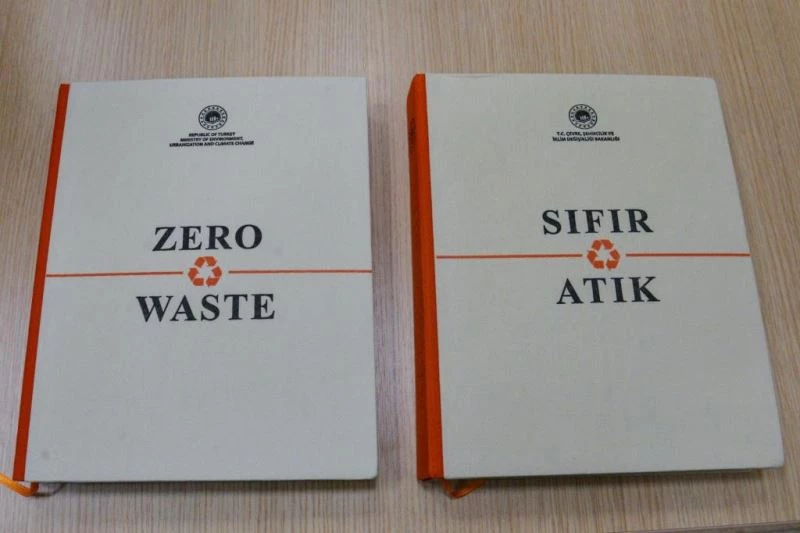 REPUBLIC OF TURKEY
MINISTRY OF ENVIRONMENT,
URBANIZATION AND CLIMATE CHANGE
ZERO
WASTE
T.C. ÇEVRE, ŞEHİRCİLİK VE
İKLİM DEĞİŞİKLİĞİ BAKANLIĞI
SIFIR
ATIK